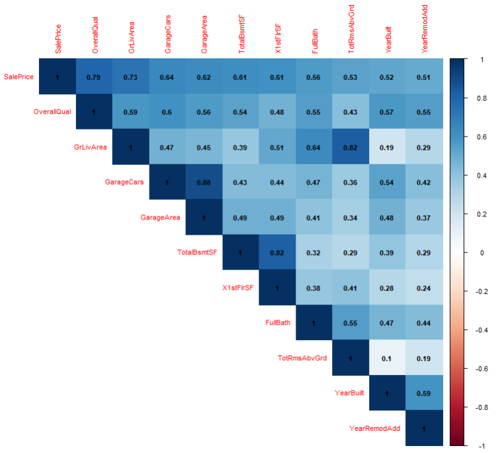 SalePrice OverallQual GrLivArea GarageCars GarageArea TotalBsmtSF X1stFlrSF FullBath TotRmsAbvGrd YearBuilt YearRemodAdd
SalePrice 1 0.79 0.73 0.64 0.62 0.61 0.61 0.56 0.53 0.52 0.51
OverallQual 1 0.59 0.6 0.56 0.54 0.48 0.55 0.43 0.57 0.55
GrLivArea 1 0.47 0.45 0.39 0.51 0.64 0.82 0.19 0.29
GarageCars 1 0.88 0.43 0.44 0.47 0.36 0.54 0.42
GarageArea 1 0.49 0.49 0.41 0.34 0.48 0.37
TotalBsmtSF 1 0.82 0.32 0.29 0.39 0.29
X1stFlrSF 1 0.38 0.41 0.28 0.24
FullBath 1 0.55 0.47 0.44
TotRmsAbvGrd 1 0.1 0.19
YearBuilt 1 0.59
YearRemodAdd 1
1
0.8
0.6
0.4
0.2
0
-0.2
-0.4
-0.6
-0.8
-1